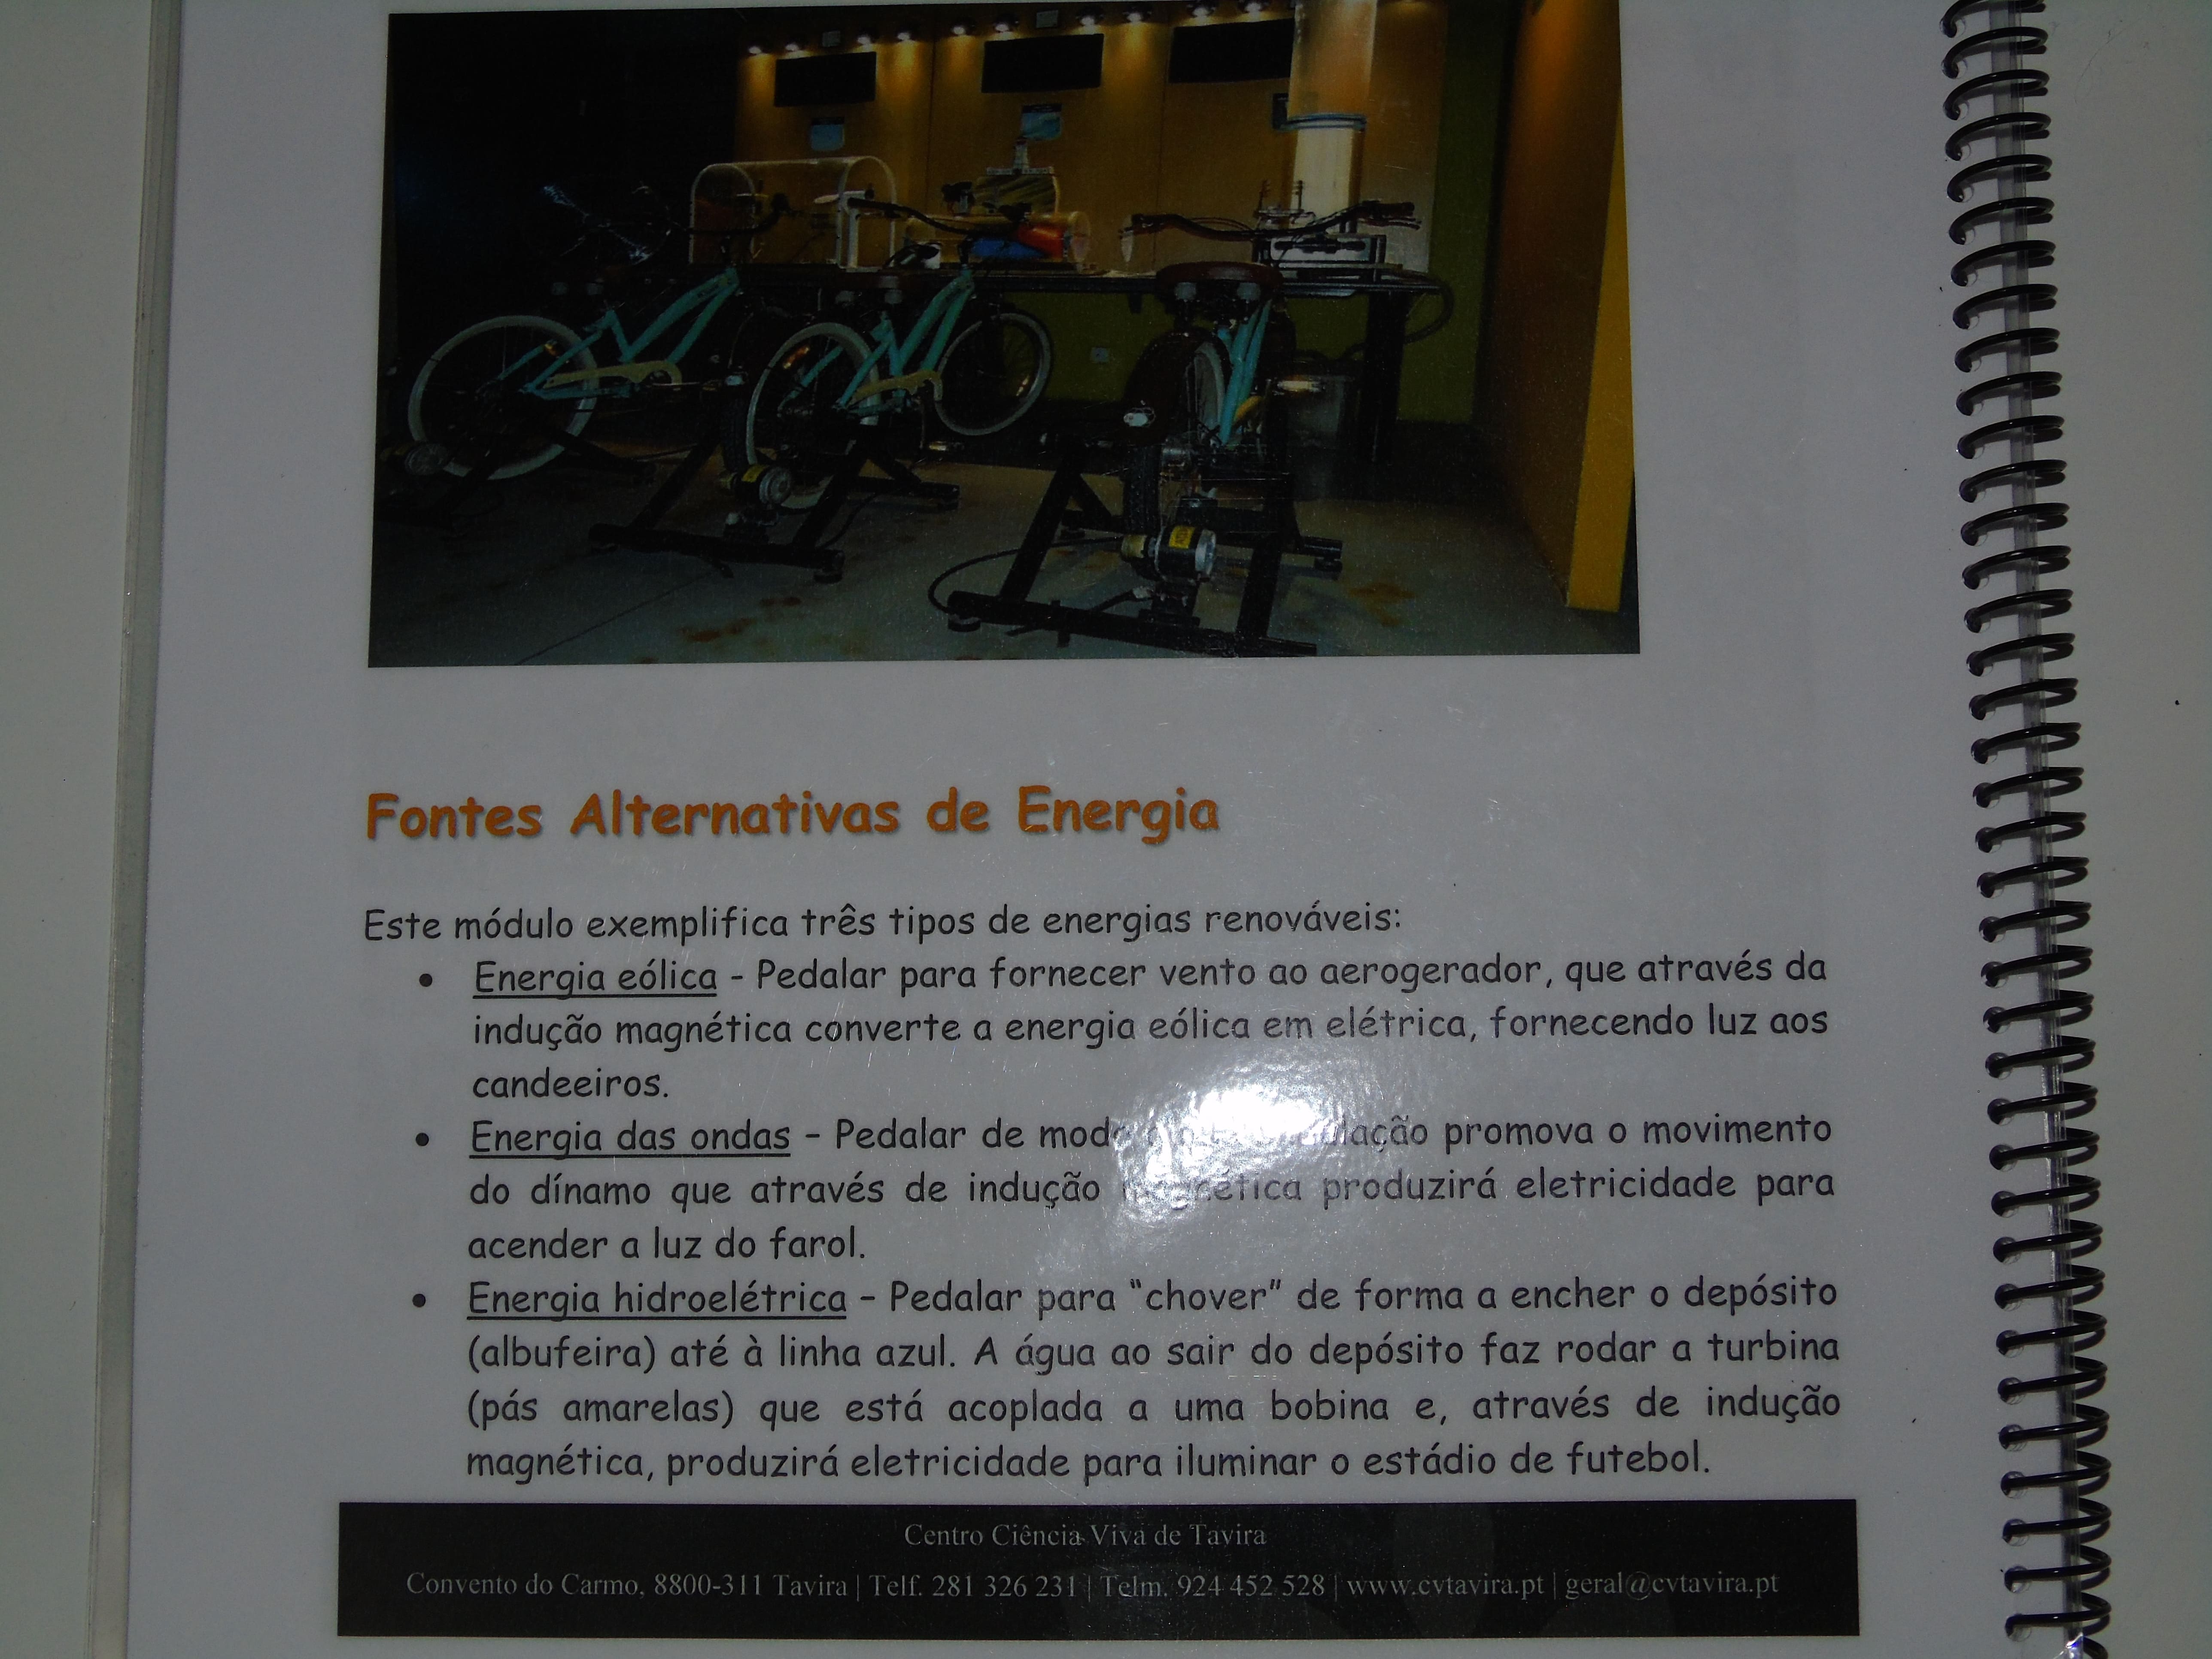 Fontes Alternativas de Energia
Este módulo exemplifica três tipos de energias renováveis:
• Energia eólica - Pedalar para fornecer vento ao aerogerador, que através da
indução magnética converte a energia eólica em elétrica, fornecendo luz aos
candeeiros.
• Energia das ondas – Pedalar de modo promova o movimento
do dínamo que através de indução magnética produzirá eletricidade para
acender a luz do farol.
• Energia hidroelétrica – Pedalar para “chover” de forma a encher o depósito
(albufeira) até à linha azul. A água ao sair do depósito faz rodar a turbina
(pás amarelas) que está acoplada a uma bobina e, através de indução
magnética, produzirá eletricidade para iluminar o estádio de futebol.
Centro Ciência Viva de Tavira
Convento do Carmo, 8800-311 Tavira | Telf. 281 326 231 | Telm. 924 452 528 | www.cvtavira.pt | geral@cvtavira.pt